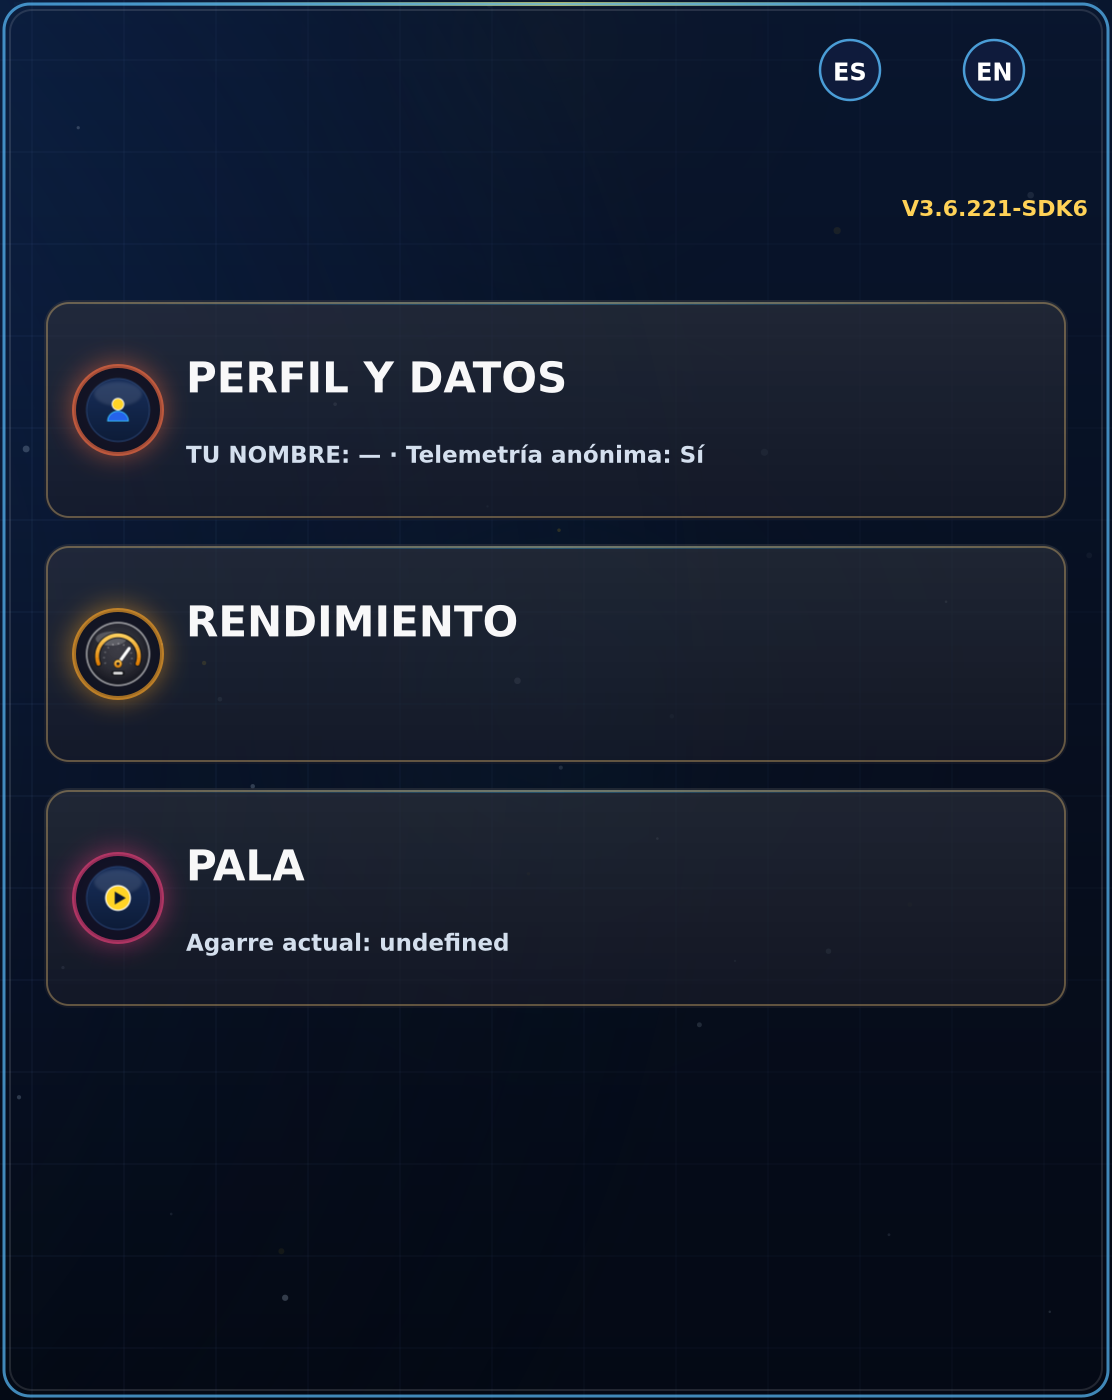 ES EN
V3.6.221-SDK6
PERFIL Y DATOS
TU NOMBRE: — · Telemetría anónima: Sí
RENDIMIENTO
PALA
Agarre actual: undefined